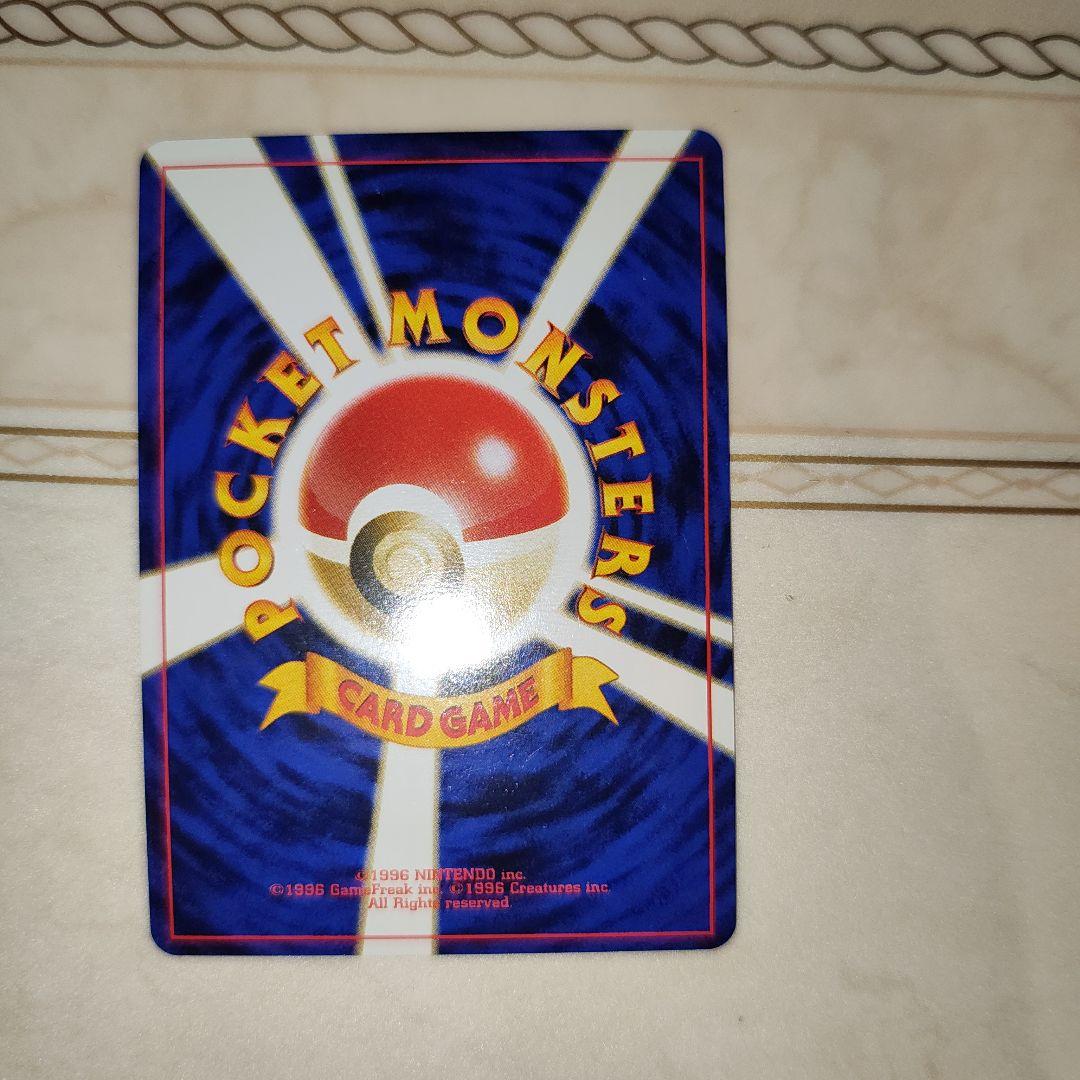 POCKET MONSTERS
CARD GAME
©1996 NINTENDO inc.
©1996 GameFreak inc. ©1996 Creatures inc.
All Rights reserved.